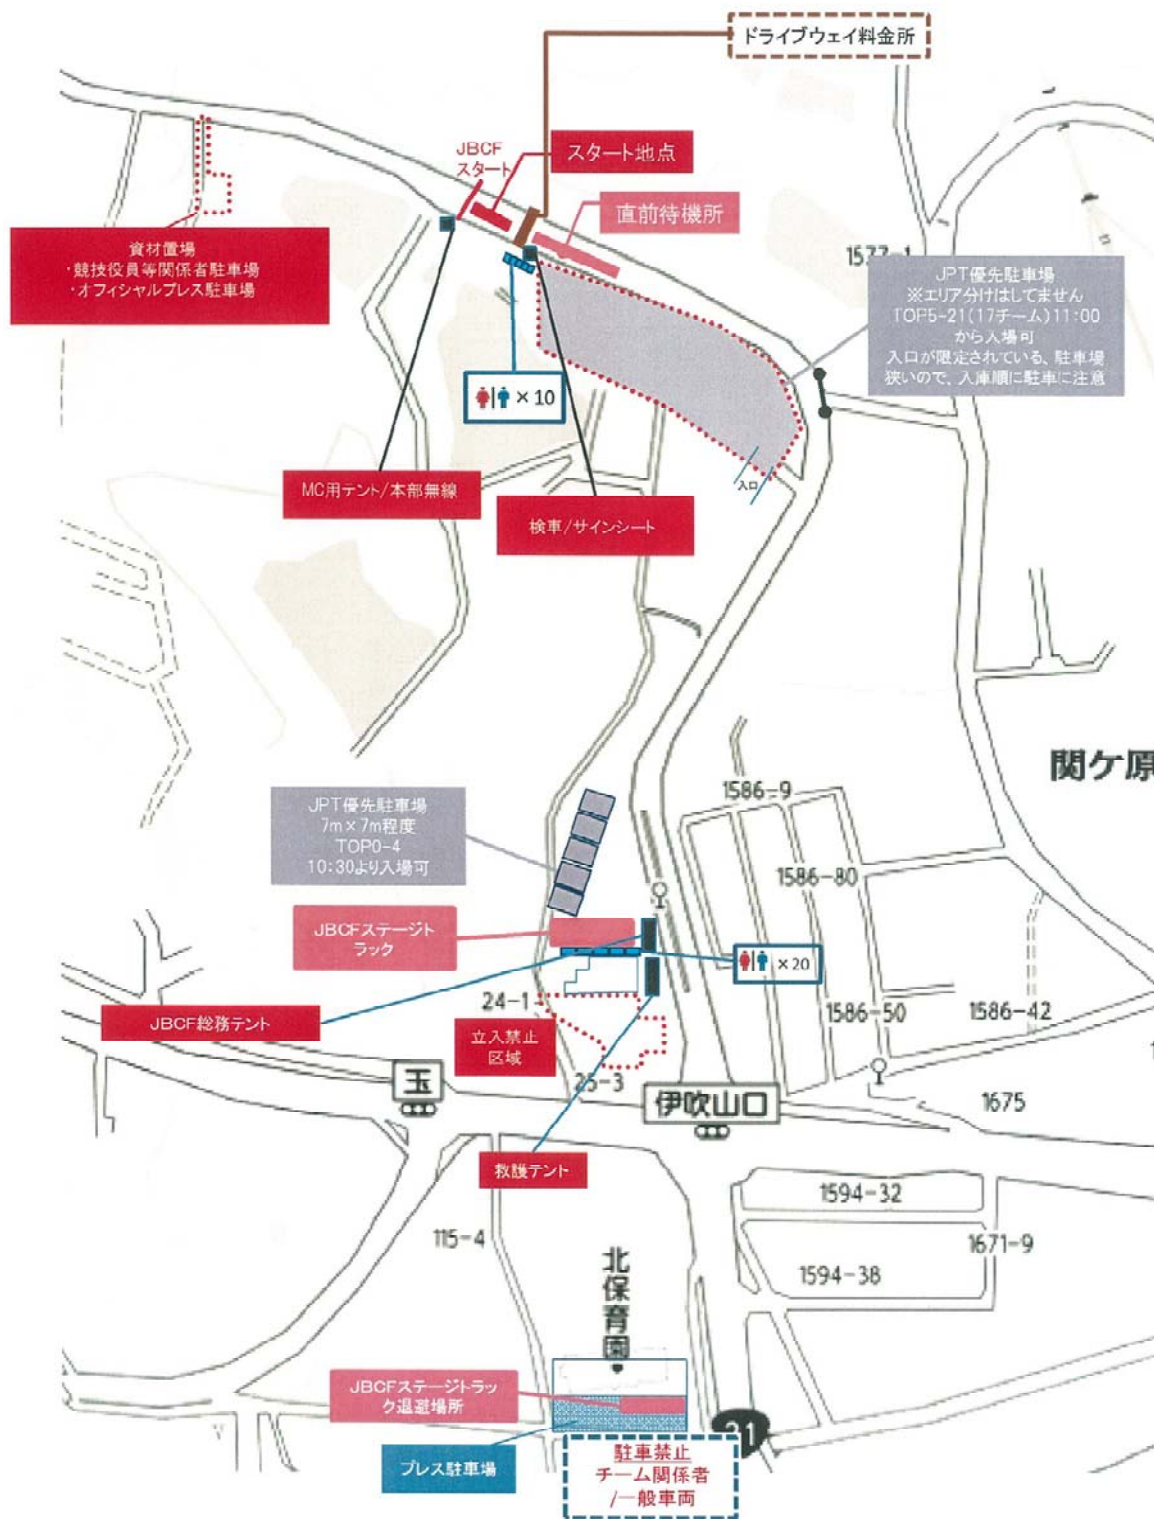 ドライブウェイ料金所
JBCF
スタート
スタート地点
直前待機所
資材置場
・競技役員等関係者駐車場
・オフィシャルプレス駐車場
1577-1
JPT優先駐車場
※エリア分けはしてません
TOP5-21(17チーム)11:00
から入場可
入口が限定されている、駐車場
狭いので、入庫順に駐車に注意
×10
入口
MC用テント/本部無線
検車/サインシート
関ケ原
1586-9
JPT優先駐車場
7m×7m程度
TOP0-4
10:30より入場可
1586-80
JBCFステージト
ラック
×20
24-1
JBCF総務テント
立入禁止
区域
1586-50
1586-42
玉
25-3
伊吹山口
1675
救護テント
1594-32
115-4
1671-9
北保育園
1594-38
JBCFステージトラッ
ク退避場所
21
プレス駐車場
駐車禁止
チーム関係者
/一般車両